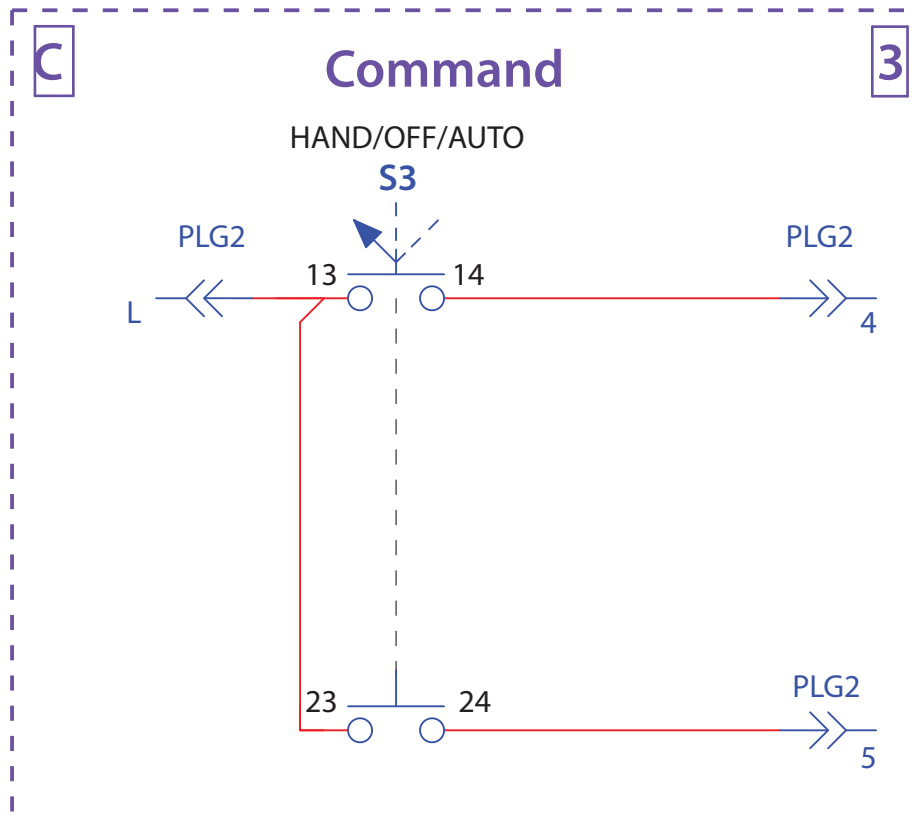 C
Command
3
HAND/OFF/AUTO
S3
PLG2
PLG2
13
14
L
4
23
24
PLG2
5